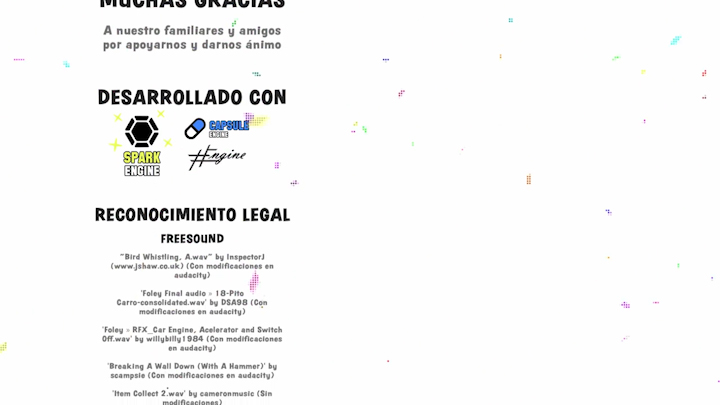 MUCHAS GRACIAS
A nuestro familiares y amigos
por apoyarnos y darnos ánimo
DESARROLLADO CON
SPARK
ENGINE
CAPSULE
ENGINE
#Engine
RECONOCIMIENTO LEGAL
FREESOUND
"Bird Whistling, A.wav" by InspectorJ
(www.jshaw.co.uk) (Con modificaciones en
audacity)
'Foley Final audio » 18-Pito
Carro-consolidated.wav' by DSA98 (Con
modificaciones en audacity)
'Foley » RFX_Car Engine, Acelerator and Switch
Off.wav' by willybilly1984 (Con modificaciones
en audacity)
'Breaking A Wall Down (With A Hammer)' by
scampsie (Con modificaciones en audacity)
'Item Collect 2.wav' by cameronmusic (Sin
modificaciones)